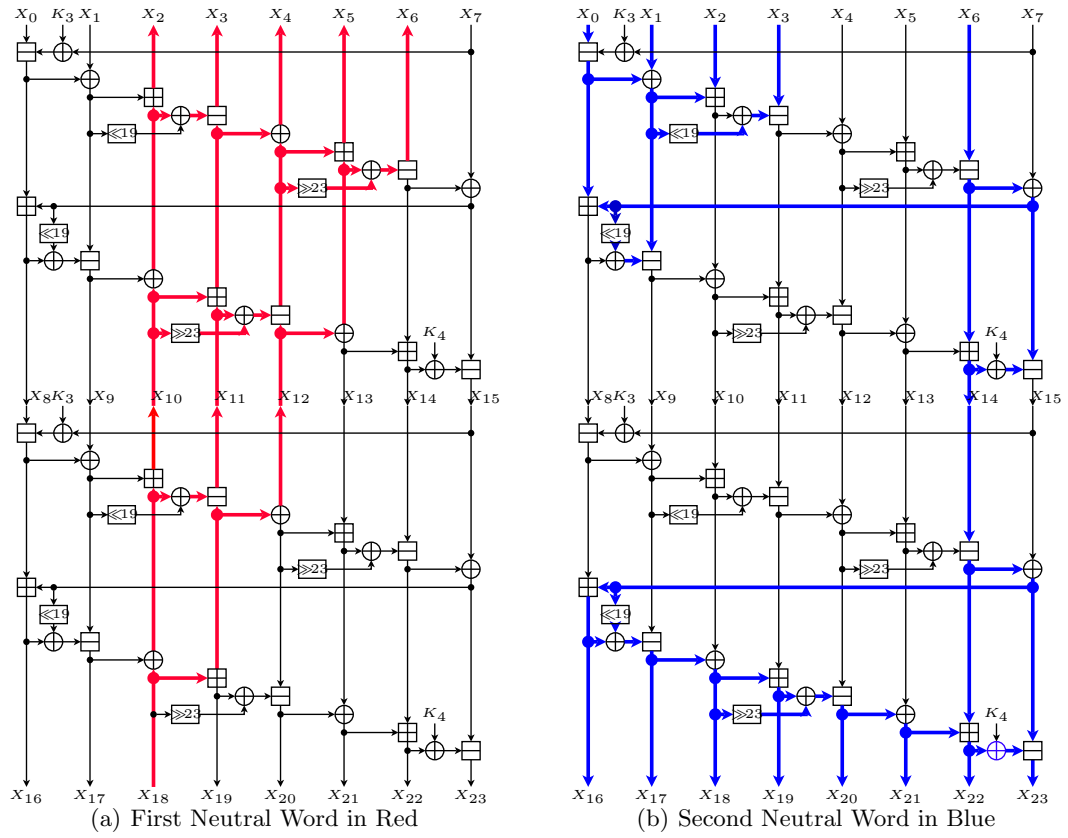 X0 K3 X1 X2 X3 X4 X5 X6 X7
X0 K3 X1 X2 X3 X4 X5 X6 X7
≪19
≪19
≫23
≫23
≪19
≪19
≫23
≫23
K4
K4
X8 K3 X9 X10 X11 X12 X13 X14 X15
X8 K3 X9 X10 X11 X12 X13 X14 X15
≪19
≪19
≫23
≫23
≪19
≪19
≫23
≫23
K4
K4
X16 X17 X18 X19 X20 X21 X22 X23
X16 X17 X18 X19 X20 X21 X22 X23
(a) First Neutral Word in Red
(b) Second Neutral Word in Blue